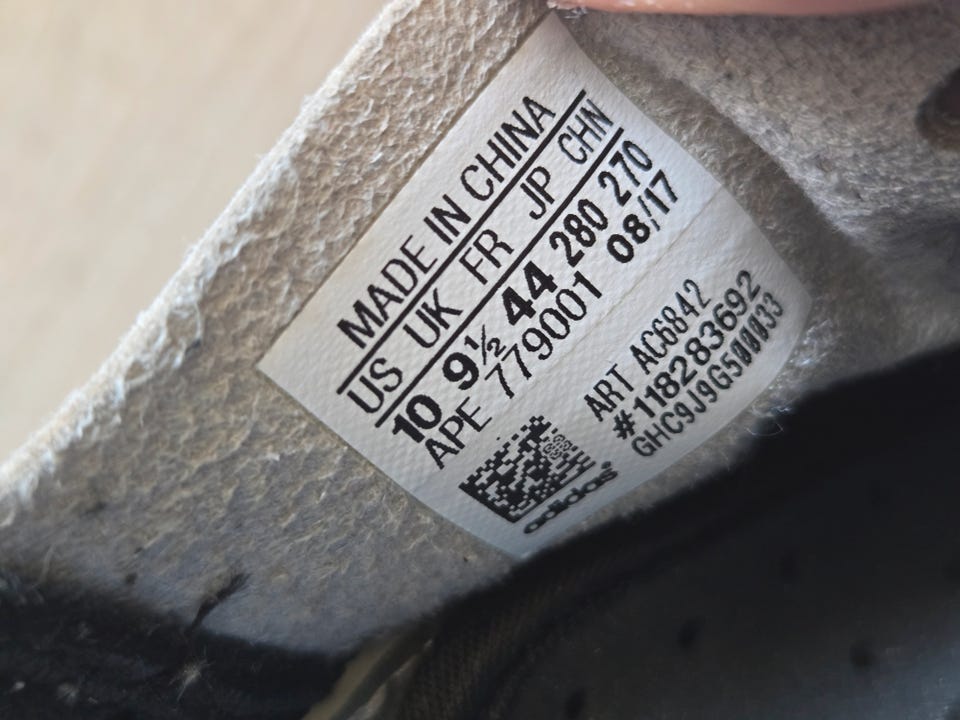 MADE IN CHINA
US UK FR JP CHN
10 9½ 44 280 270
APE 779001 08/17
ART AC6842
#118283692
GHC9J9G500033
adidas